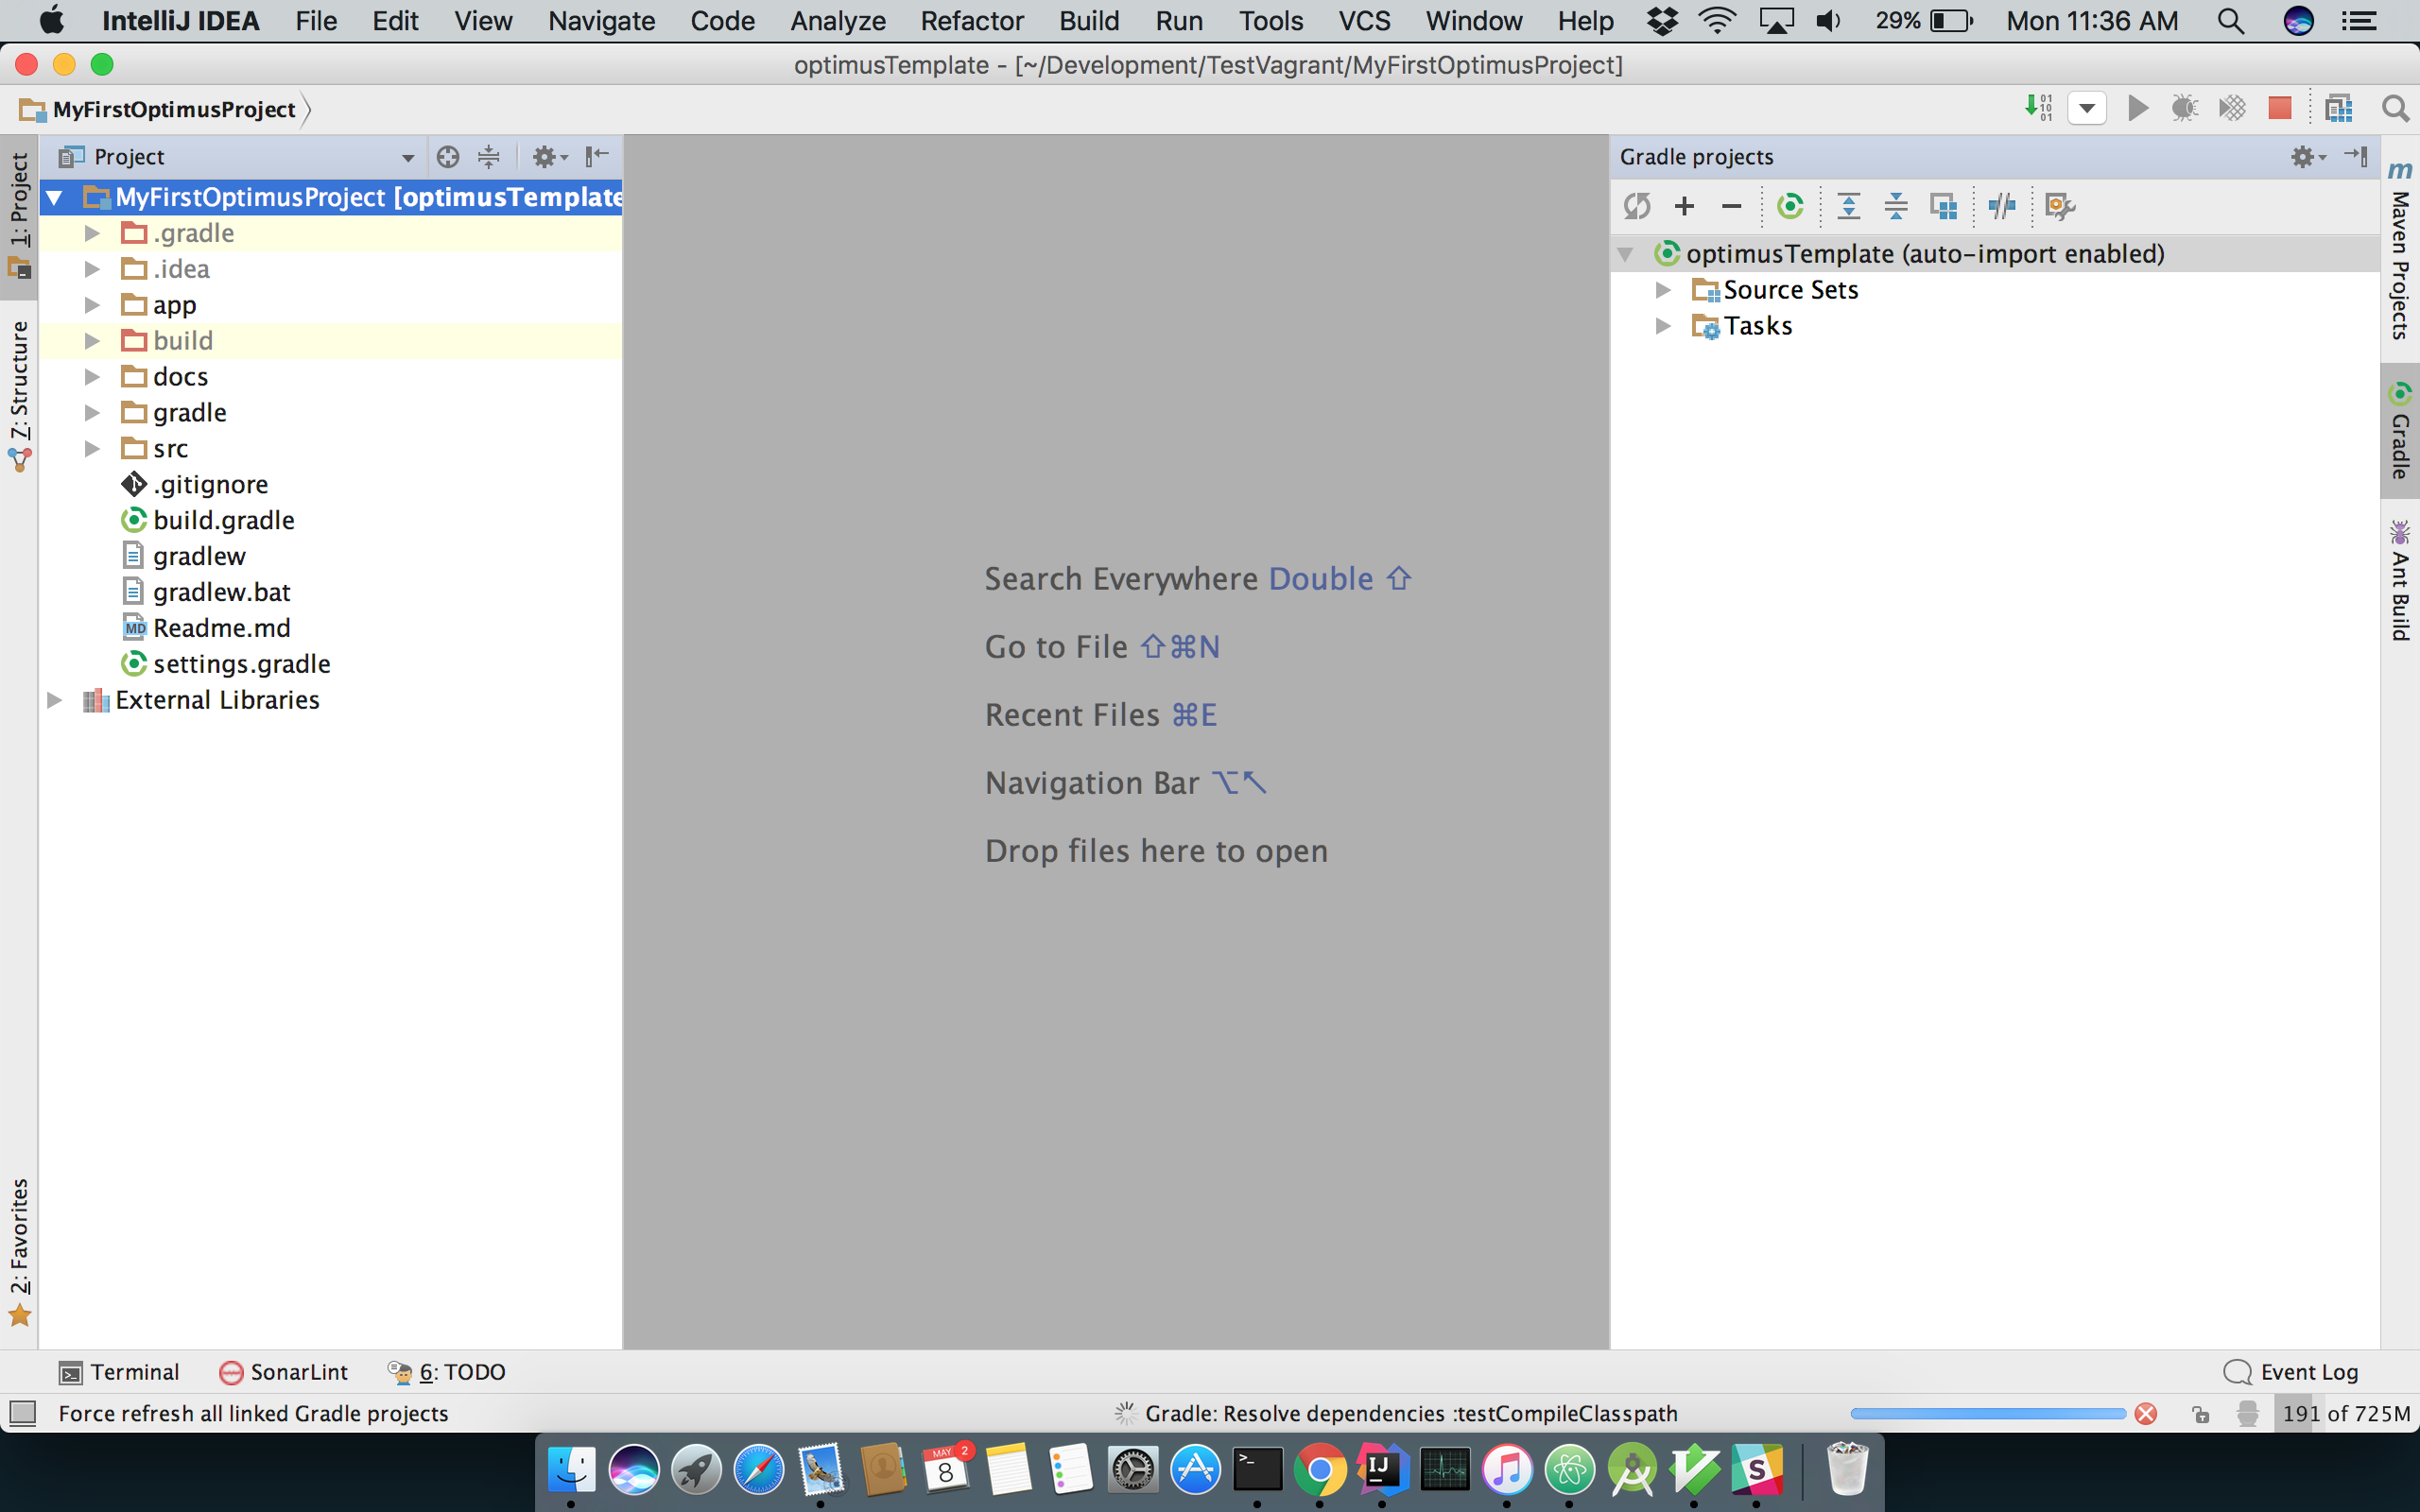 IntelliJ IDEA File Edit View Navigate Code Analyze Refactor Build Run Tools VCS Window Help 29% Mon 11:36 AM
optimusTemplate - [~/Development/TestVagrant/MyFirstOptimusProject]
MyFirstOptimusProject
1: Project
7: Structure
2: Favorites
Project
MyFirstOptimusProject [optimusTemplate
.gradle
.idea
app
build
docs
gradle
src
.gitignore
build.gradle
gradlew
gradlew.bat
MD Readme.md
settings.gradle
External Libraries
Search Everywhere Double ⇧
Go to File ⇧⌘N
Recent Files ⌘E
Navigation Bar ⌥↖
Drop files here to open
Gradle projects
optimusTemplate (auto-import enabled)
Source Sets
Tasks
m Maven Projects
Gradle
Ant Build
Terminal SonarLint 6: TODO Event Log
Force refresh all linked Gradle projects Gradle: Resolve dependencies :testCompileClasspath 191 of 725M
MAY 8 2
IJ
S